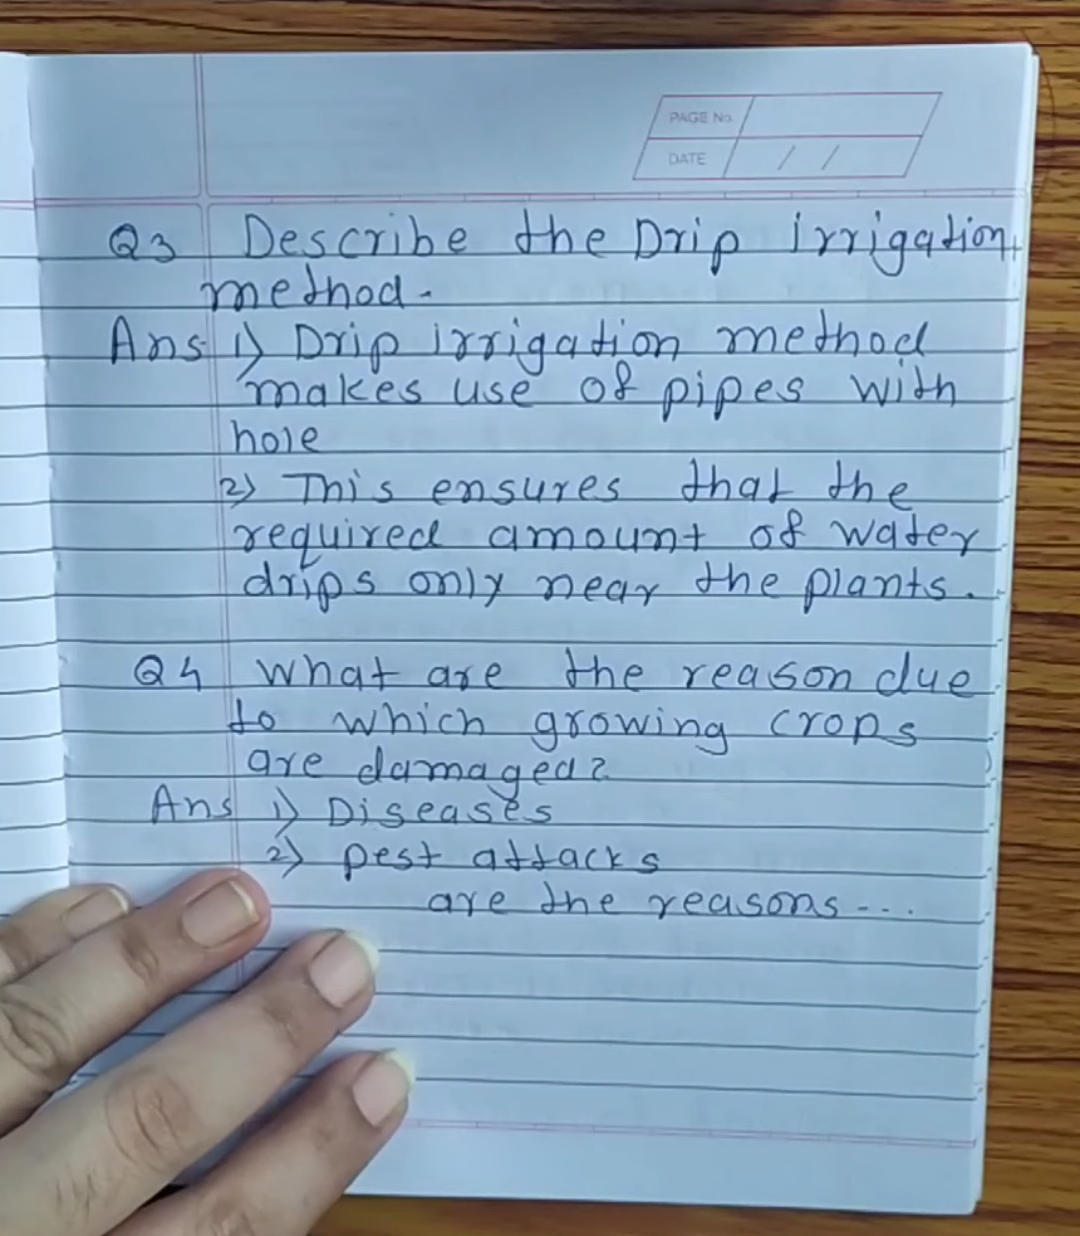 PAGE No.
DATE / /
Q3 Describe the Drip irrigation
method.
Ans 1) Drip irrigation method
makes use of pipes with
hole
2) This ensures that the
required amount of water
drips only near the plants.
Q4 What are the reason due
to which growing crops
are damaged?
Ans 1) Diseases
2) pest attacks
are the reasons...